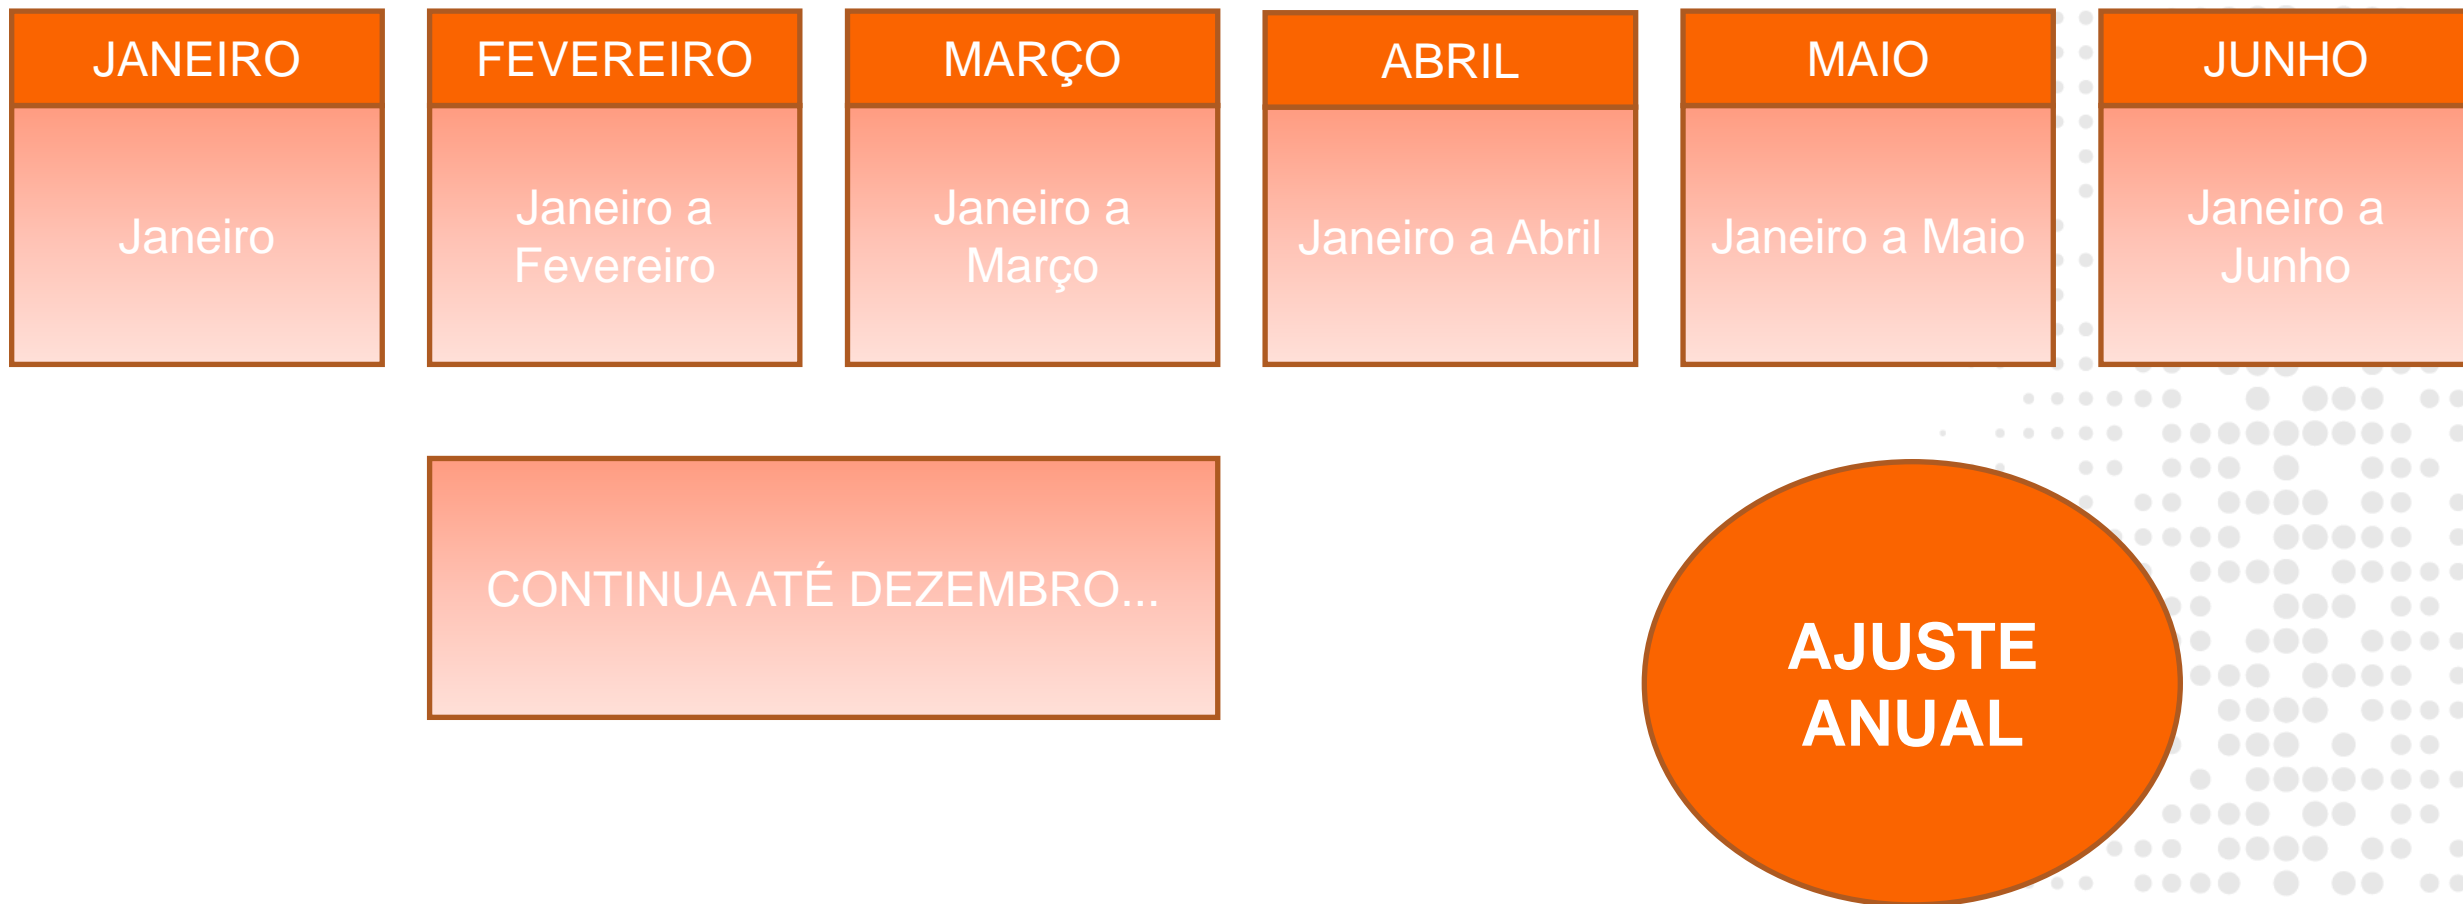 JANEIRO
FEVEREIRO
MARÇO
ABRIL
MAIO
JUNHO
Janeiro
Janeiro a
Fevereiro
Janeiro a
Março
Janeiro a Abril
Janeiro a Maio
Janeiro a
Junho
CONTINUA ATÉ DEZEMBRO...
AJUSTE
ANUAL